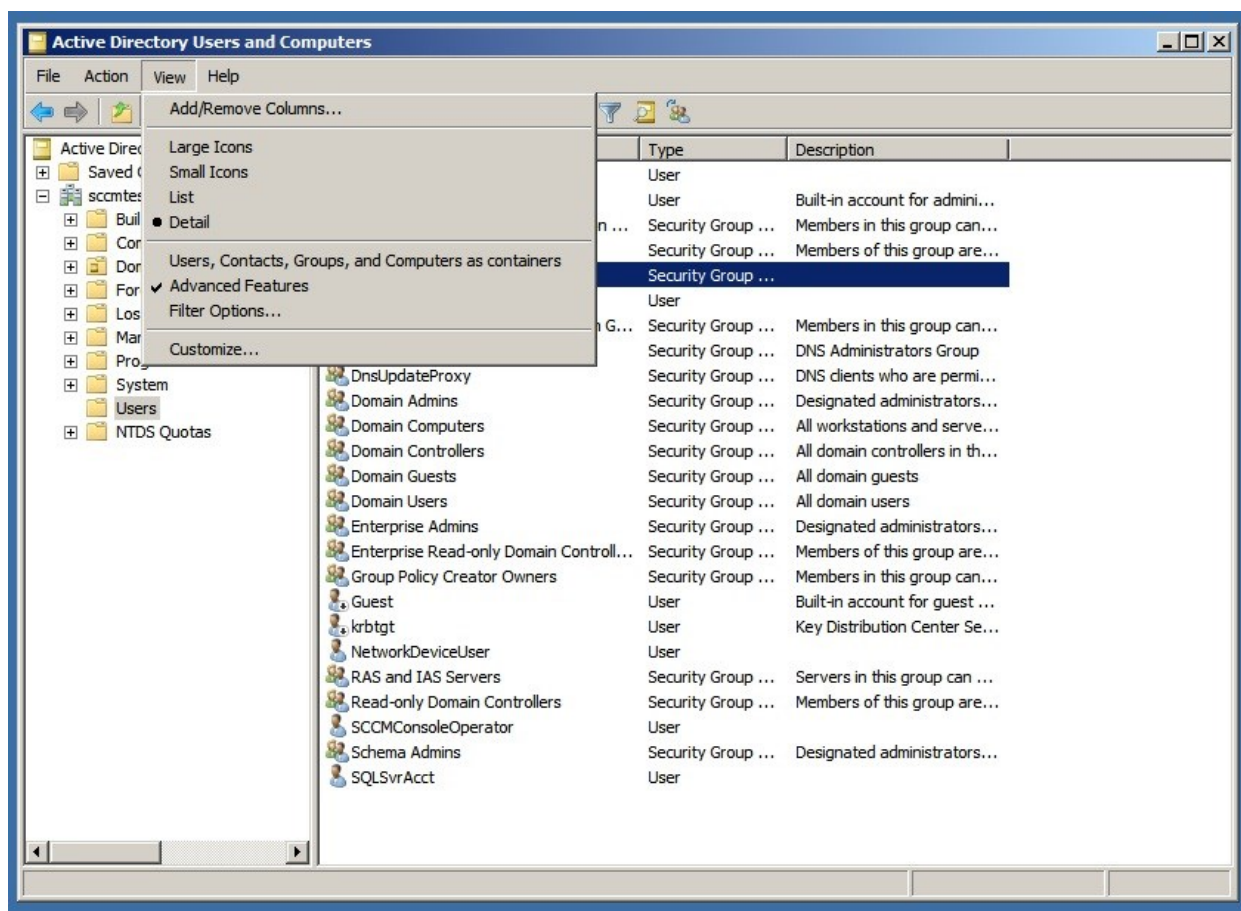 Active Directory Users and Computers
File Action View Help
Add/Remove Columns...
Large Icons
Small Icons
List
Detail
Users, Contacts, Groups, and Computers as containers
Advanced Features
Filter Options...
Customize...
Active Direc
Saved
sccmtes
Buil
Cor
Dor
For
Los
Mar
Prog
System
Users
NTDS Quotas
Type Description
User
User Built-in account for admini...
n ... Security Group ... Members in this group can...
Security Group ... Members of this group are...
Security Group ...
User
G... Security Group ... Members in this group can...
Security Group ... DNS Administrators Group
DnsUpdateProxy Security Group ... DNS clients who are permi...
Domain Admins Security Group ... Designated administrators...
Domain Computers Security Group ... All workstations and serve...
Domain Controllers Security Group ... All domain controllers in th...
Domain Guests Security Group ... All domain guests
Domain Users Security Group ... All domain users
Enterprise Admins Security Group ... Designated administrators...
Enterprise Read-only Domain Controll... Security Group ... Members of this group are...
Group Policy Creator Owners Security Group ... Members in this group can...
Guest User Built-in account for guest ...
krbtgt User Key Distribution Center Se...
NetworkDeviceUser User
RAS and IAS Servers Security Group ... Servers in this group can ...
Read-only Domain Controllers Security Group ... Members of this group are...
SCCMConsoleOperator User
Schema Admins Security Group ... Designated administrators...
SQLSvrAcct User